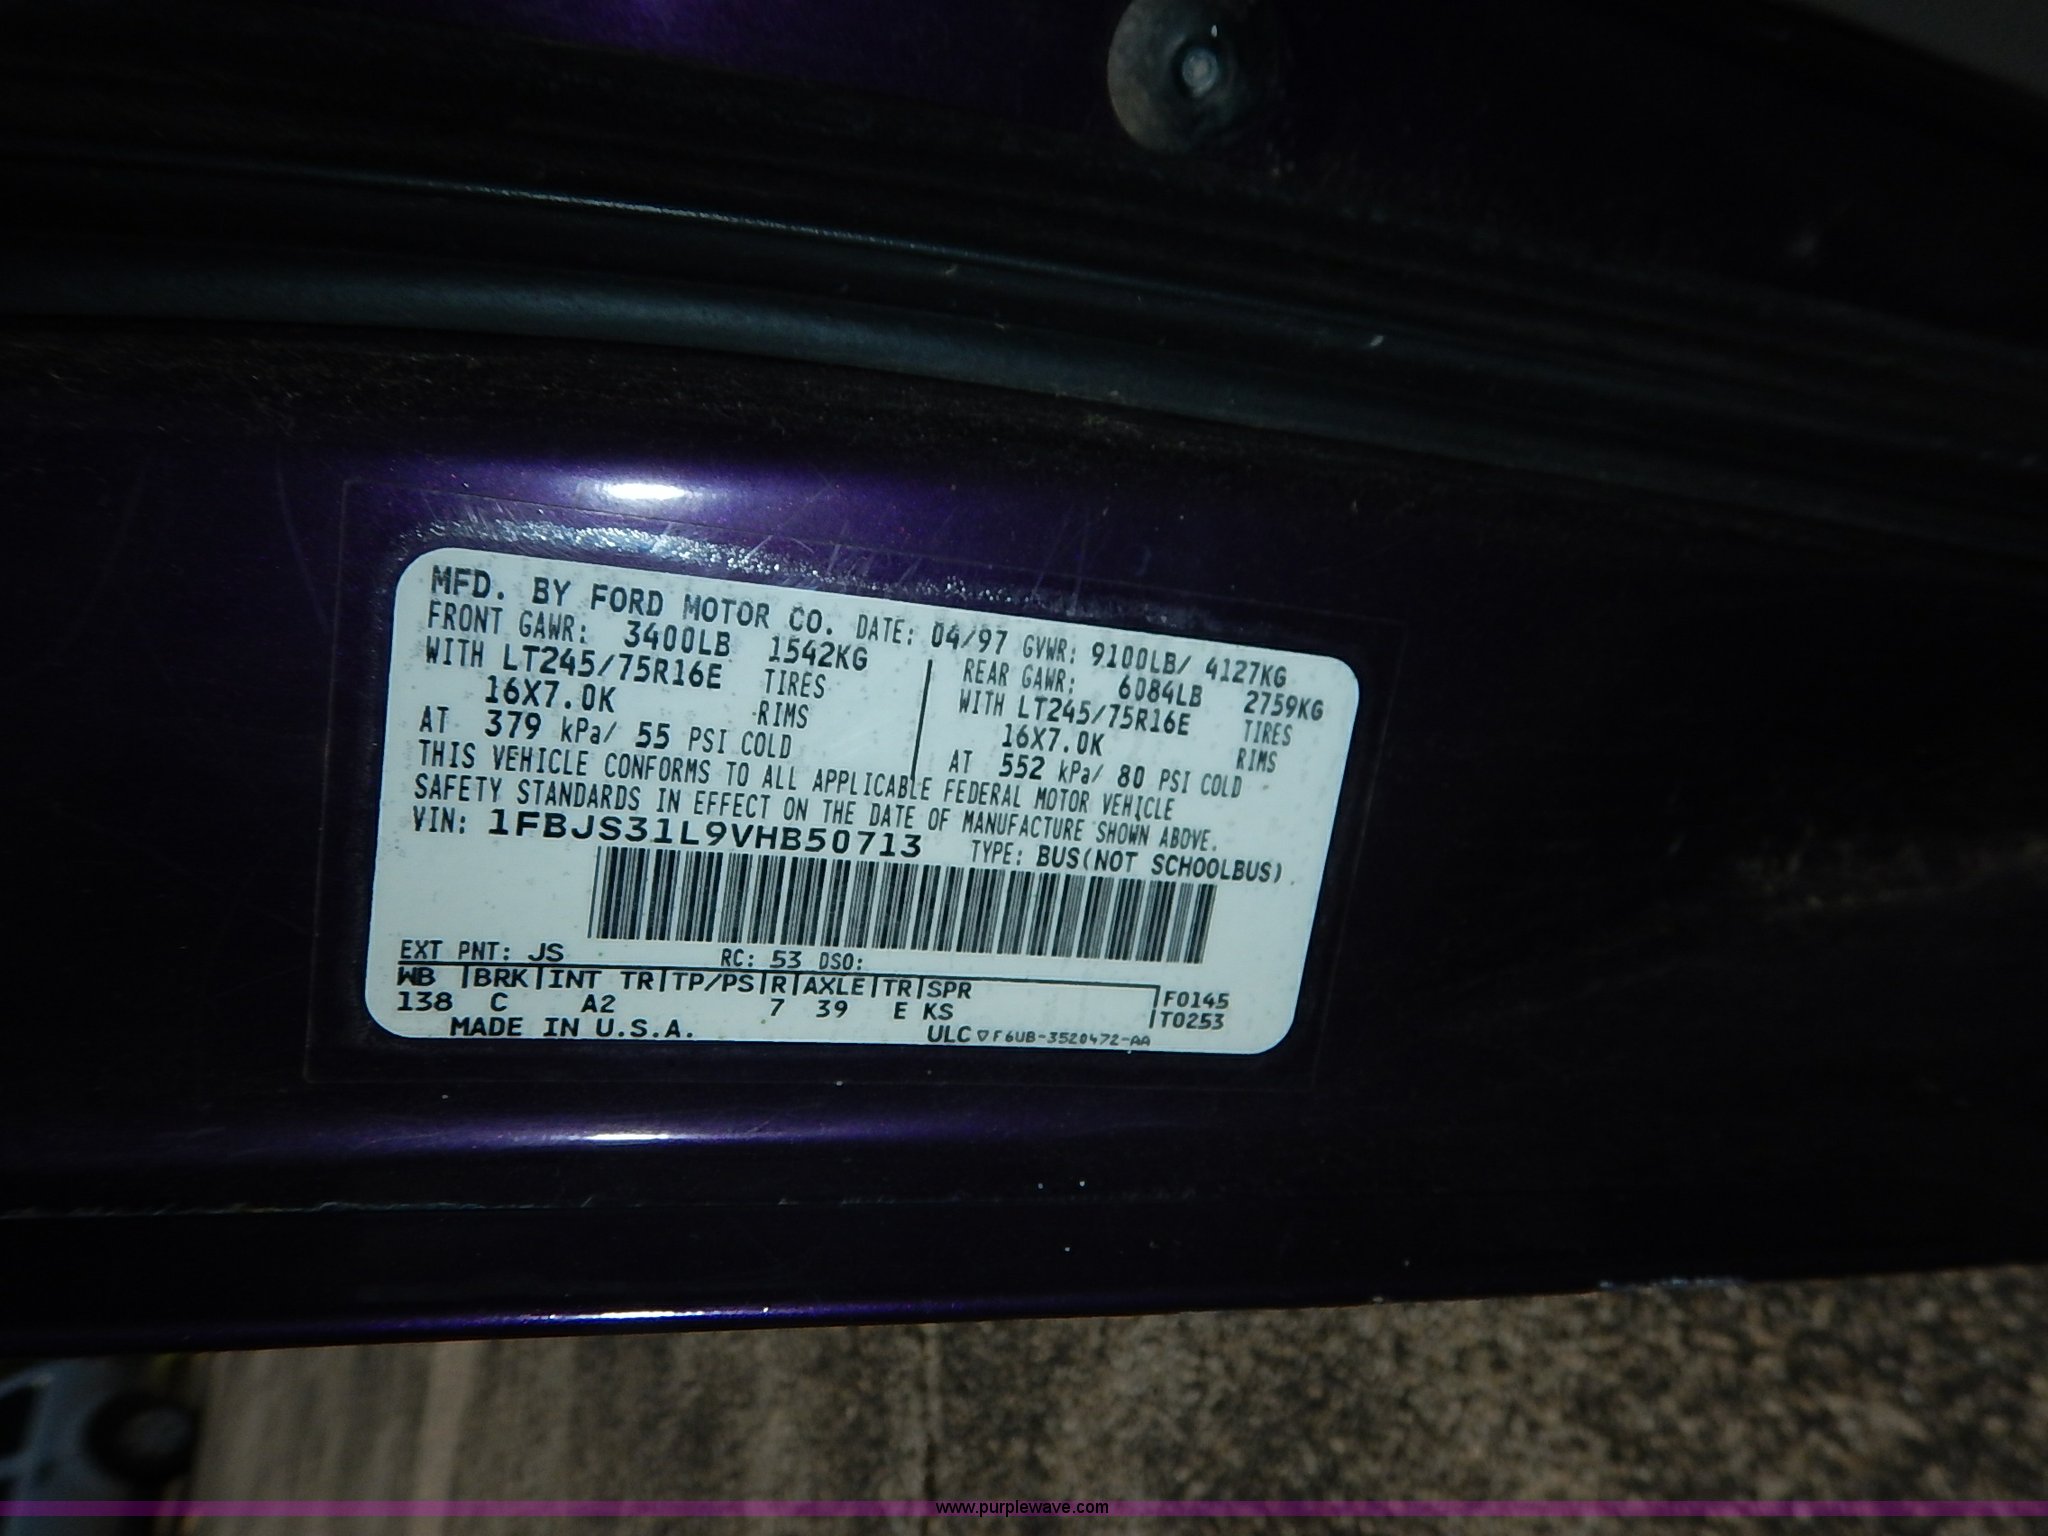 MFD. BY FORD MOTOR CO. DATE: 04/97 GVWR: 9100LB/ 4127KG
FRONT GAWR: 3400LB 1542KG REAR GAWR: 6084LB 2759KG
WITH LT245/75R16E TIRES WITH LT245/75R16E TIRES
16X7.0K RIMS 16X7.0K RIMS
AT 379 kPa/ 55 PSI COLD AT 552 kPa/ 80 PSI COLD
THIS VEHICLE CONFORMS TO ALL APPLICABLE FEDERAL MOTOR VEHICLE
SAFETY STANDARDS IN EFFECT ON THE DATE OF MANUFACTURE SHOWN ABOVE.
VIN: 1FBJS31L9VHB50713 TYPE: BUS(NOT SCHOOLBUS)
EXT PNT: JS RC: 53 DSO:
WB |BRK|INT TR|TP/PS|R|AXLE|TR|SPR F0145
138 C A2 7 39 E KS T0253
MADE IN U.S.A. ULC ▽F6UB-3520472-AA
www.purplewave.com